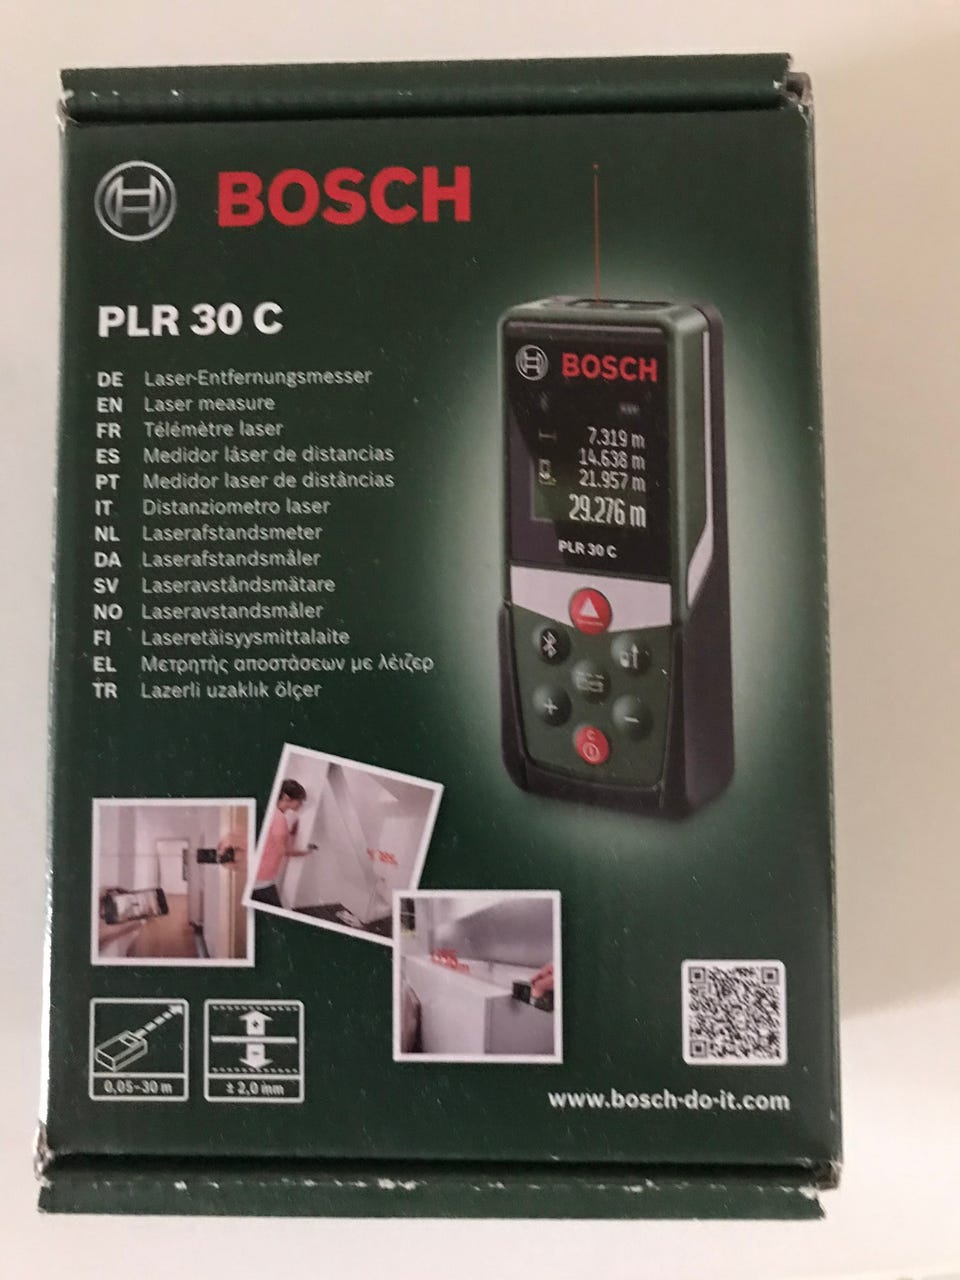 BOSCH
PLR 30 C
DE Laser-Entfernungsmesser
EN Laser measure
FR Télémètre laser
ES Medidor láser de distancias
PT Medidor laser de distâncias
IT Distanziometro laser
NL Laserafstandsmeter
DA Laserafstandsmåler
SV Laseravståndsmätare
NO Laseravstandsmåler
FI Laseretäisyysmittalaite
EL Μετρητής αποστάσεων με λέιζερ
TR Lazerli uzaklık ölçer
BOSCH
7.319 m
14.638 m
21.957 m
29.276 m
PLR 30 C
+
−
C
0,05-30 m
± 2,0 mm
www.bosch-do-it.com